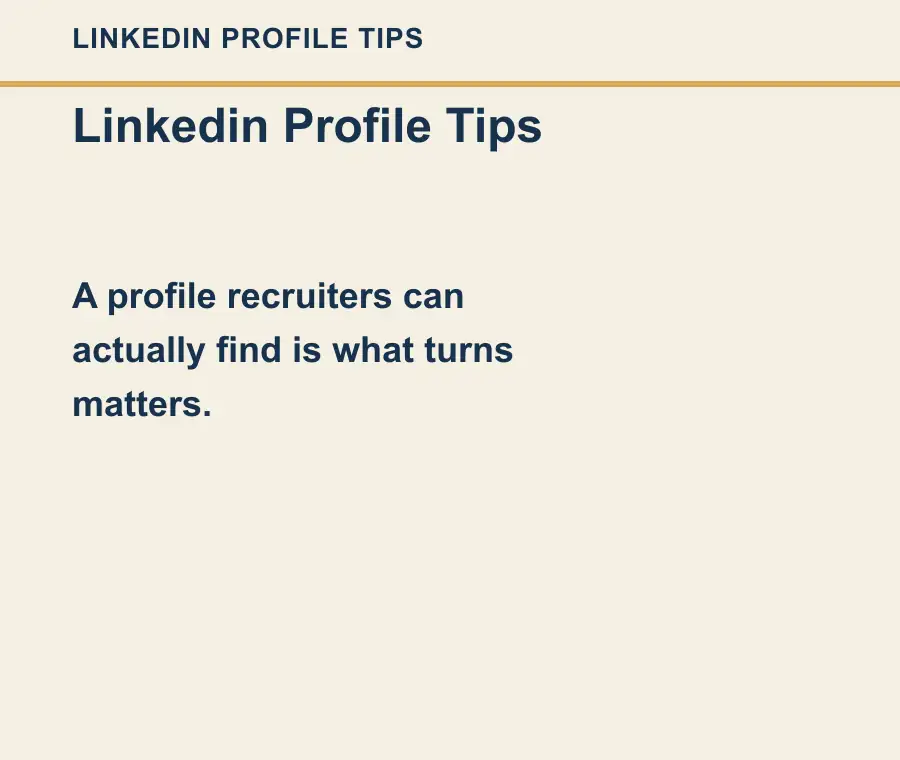 LINKEDIN PROFILE TIPS
Linkedin Profile Tips
A profile recruiters can
actually find is what turns
matters.